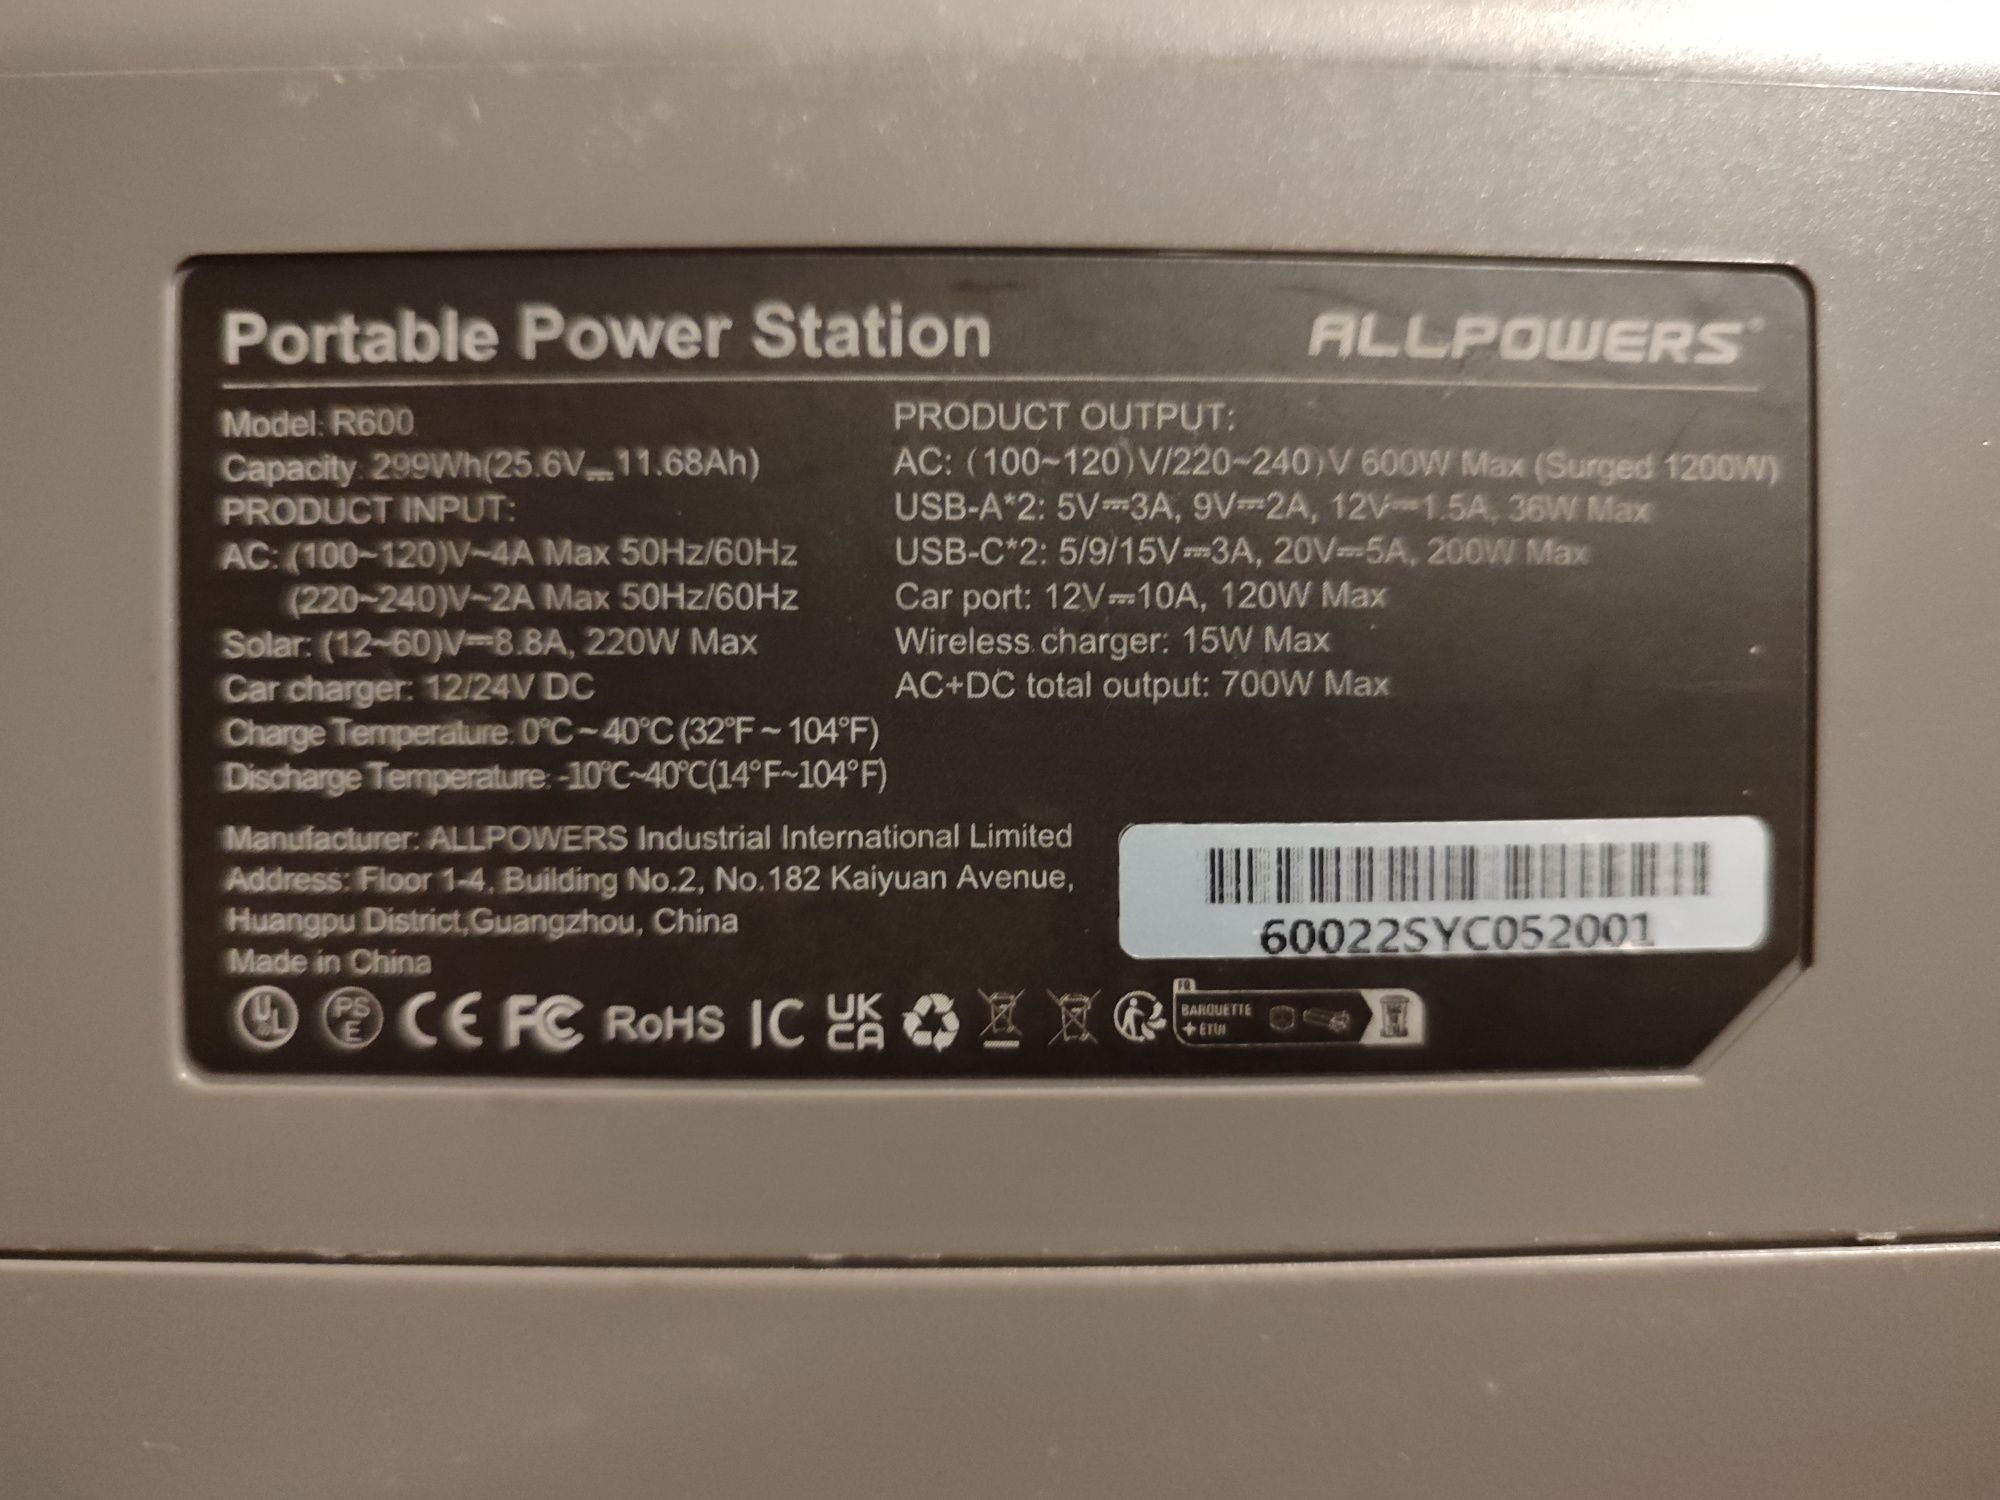 Portable Power Station
ALLPOWERS®
Model: R600
Capacity: 299Wh(25.6V⎓11.68Ah)
PRODUCT INPUT:
AC: (100~120)V~4A Max 50Hz/60Hz
(220~240)V~2A Max 50Hz/60Hz
Solar: (12~60)V⎓8.8A, 220W Max
Car charger: 12/24V DC
Charge Temperature: 0°C~40°C (32°F~104°F)
Discharge Temperature: -10°C~40°C(14°F~104°F)
PRODUCT OUTPUT:
AC: (100~120)V/220~240)V 600W Max (Surged 1200W)
USB-A*2: 5V⎓3A, 9V⎓2A, 12V⎓1.5A, 36W Max
USB-C*2: 5/9/15V⎓3A, 20V⎓5A, 200W Max
Car port: 12V⎓10A, 120W Max
Wireless charger: 15W Max
AC+DC total output: 700W Max
Manufacturer: ALLPOWERS Industrial International Limited
Address: Floor 1-4, Building No.2, No.182 Kaiyuan Avenue,
Huangpu District,Guangzhou, China
Made in China
60022SYC052001
UL PSE CE FC RoHS IC UKCA
FR
BARQUETTE
+ ÉTUI